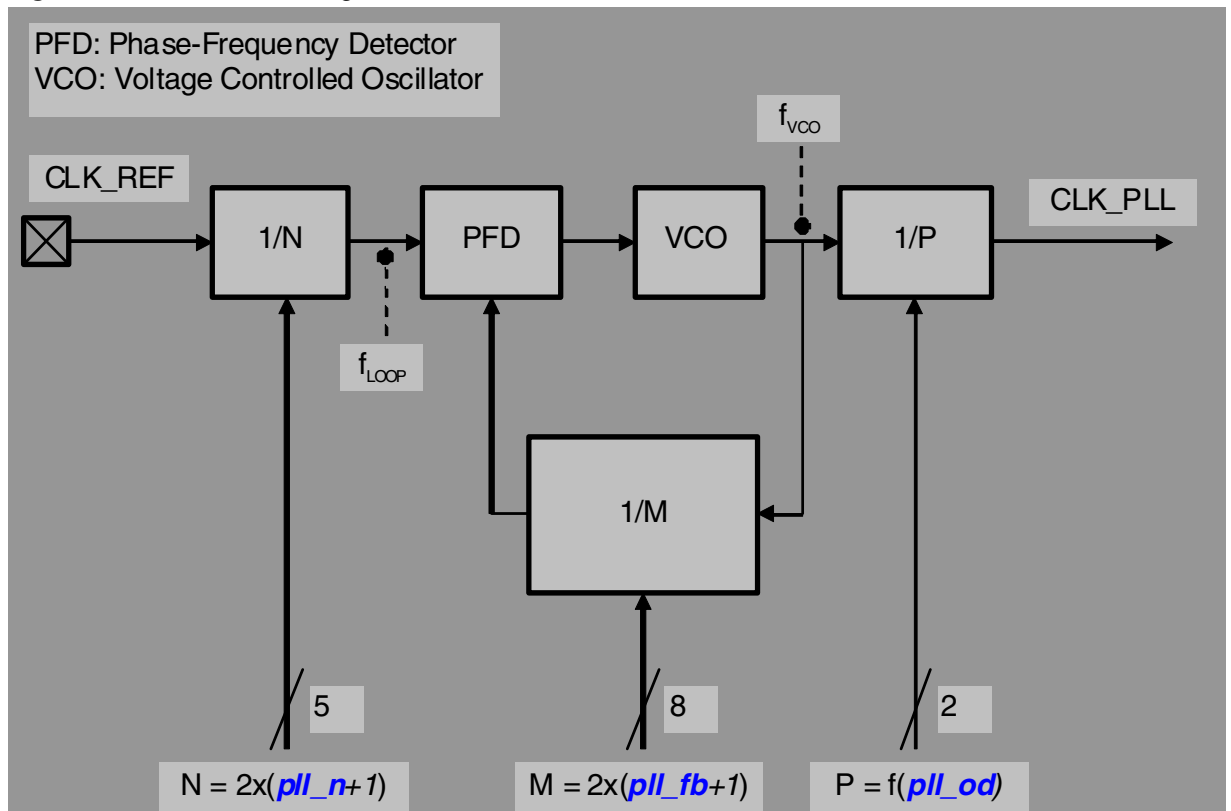 PFD: Phase-Frequency Detector
VCO: Voltage Controlled Oscillator
f_VCO
CLK_REF
CLK_PLL
1/N
PFD
VCO
1/P
f_LOOP
1/M
5
8
2
N = 2x(pll_n+1)
M = 2x(pll_fb+1)
P = f(pll_od)